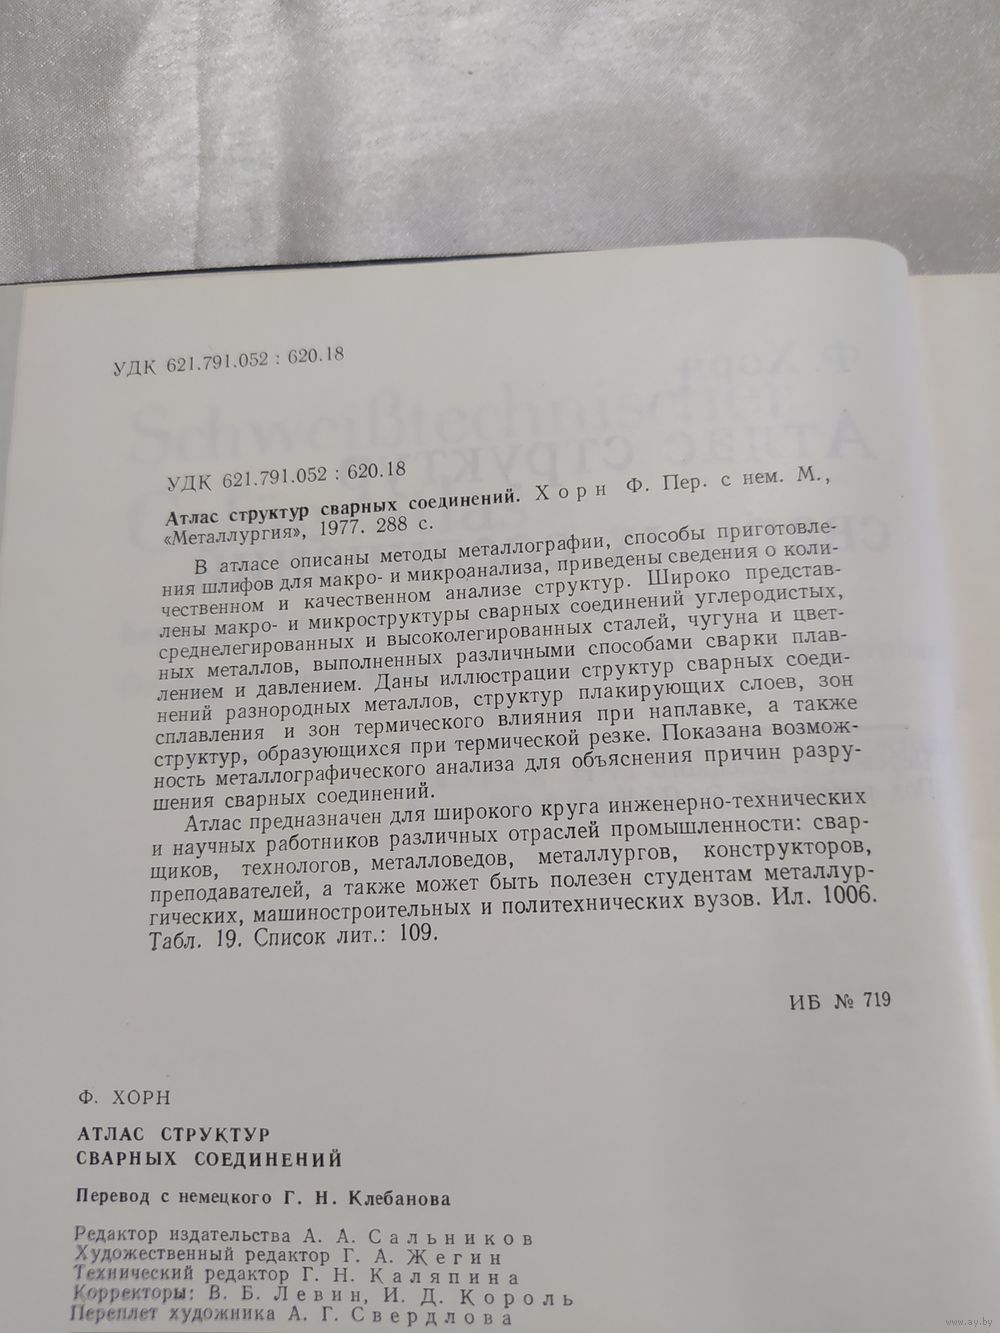 УДК 621.791.052 : 620.18
УДК 621.791.052 : 620.18
Атлас структур сварных соединений. Хорн Ф. Пер. с нем. М.,
«Металлургия», 1977. 288 с.
В атласе описаны методы металлографии, способы приготовле-
ния шлифов для макро- и микроанализа, приведены сведения о коли-
чественном и качественном анализе структур. Широко представ-
лены макро- и микроструктуры сварных соединений углеродистых,
среднелегированных и высоколегированных сталей, чугуна и цвет-
ных металлов, выполненных различными способами сварки плав-
лением и давлением. Даны иллюстрации структур сварных соеди-
нений разнородных металлов, структур плакирующих слоев, зон
сплавления и зон термического влияния при наплавке, а также
структур, образующихся при термической резке. Показана возмож-
ность металлографического анализа для объяснения причин разру-
шения сварных соединений.
Атлас предназначен для широкого круга инженерно-технических
и научных работников различных отраслей промышленности: свар-
щиков, технологов, металловедов, металлургов, конструкторов,
преподавателей, а также может быть полезен студентам металлур-
гических, машиностроительных и политехнических вузов. Ил. 1006.
Табл. 19. Список лит.: 109.
ИБ № 719
Ф. ХОРН
АТЛАС СТРУКТУР
СВАРНЫХ СОЕДИНЕНИЙ
Перевод с немецкого Г. Н. Клебанова
Редактор издательства А. А. Сальников
Художественный редактор Г. А. Жегин
Технический редактор Г. Н. Каляпина
Корректоры: В. Б. Левин, И. Д. Король
Переплет художника А. Г. Свердлова
www.ay.by